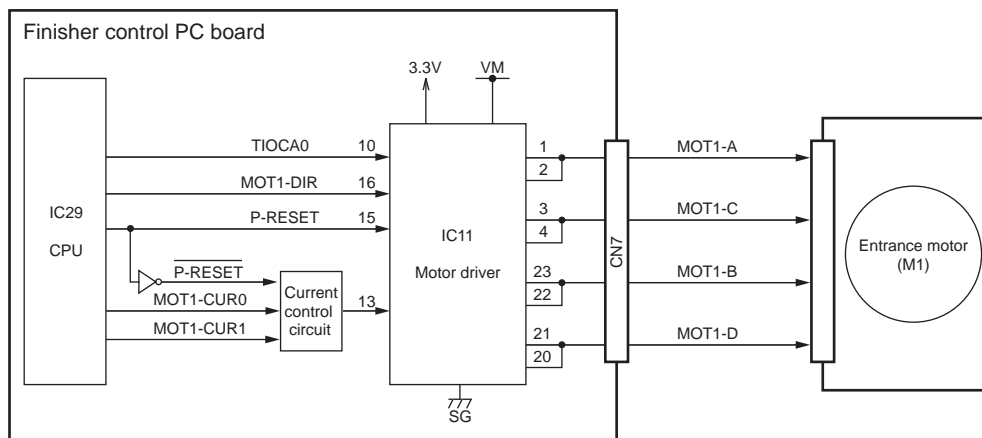 Finisher control PC board
3.3V
VM
TIOCA0
10
1
MOT1-A
2
MOT1-DIR
16
P-RESET
15
3
MOT1-C
4
IC29
CPU
IC11
Motor driver
CN7
Entrance motor
(M1)
P-RESET
23
MOT1-B
22
Current
control
circuit
MOT1-CUR0
13
MOT1-CUR1
21
MOT1-D
20
SG